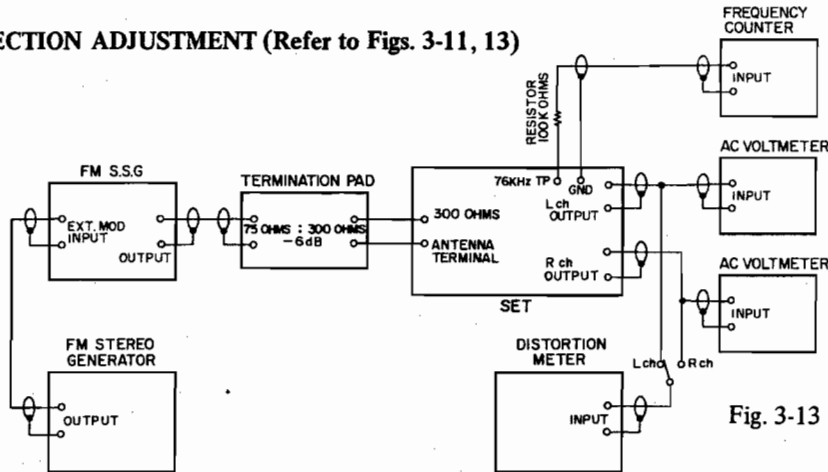 ECTION ADJUSTMENT (Refer to Figs. 3-11, 13)
FREQUENCY
COUNTER
INPUT
RESISTOR
100K OHMS
FM S.S.G
EXT. MOD
INPUT
OUTPUT
TERMINATION PAD
75 OHMS : 300 OHMS
-6dB
76KHz TP
GND
300 OHMS
ANTENNA
TERMINAL
L ch
OUTPUT
R ch
OUTPUT
SET
AC VOLTMETER
INPUT
AC VOLTMETER
INPUT
FM STEREO
GENERATOR
OUTPUT
DISTORTION
METER
INPUT
Lch
Rch
Fig. 3-13